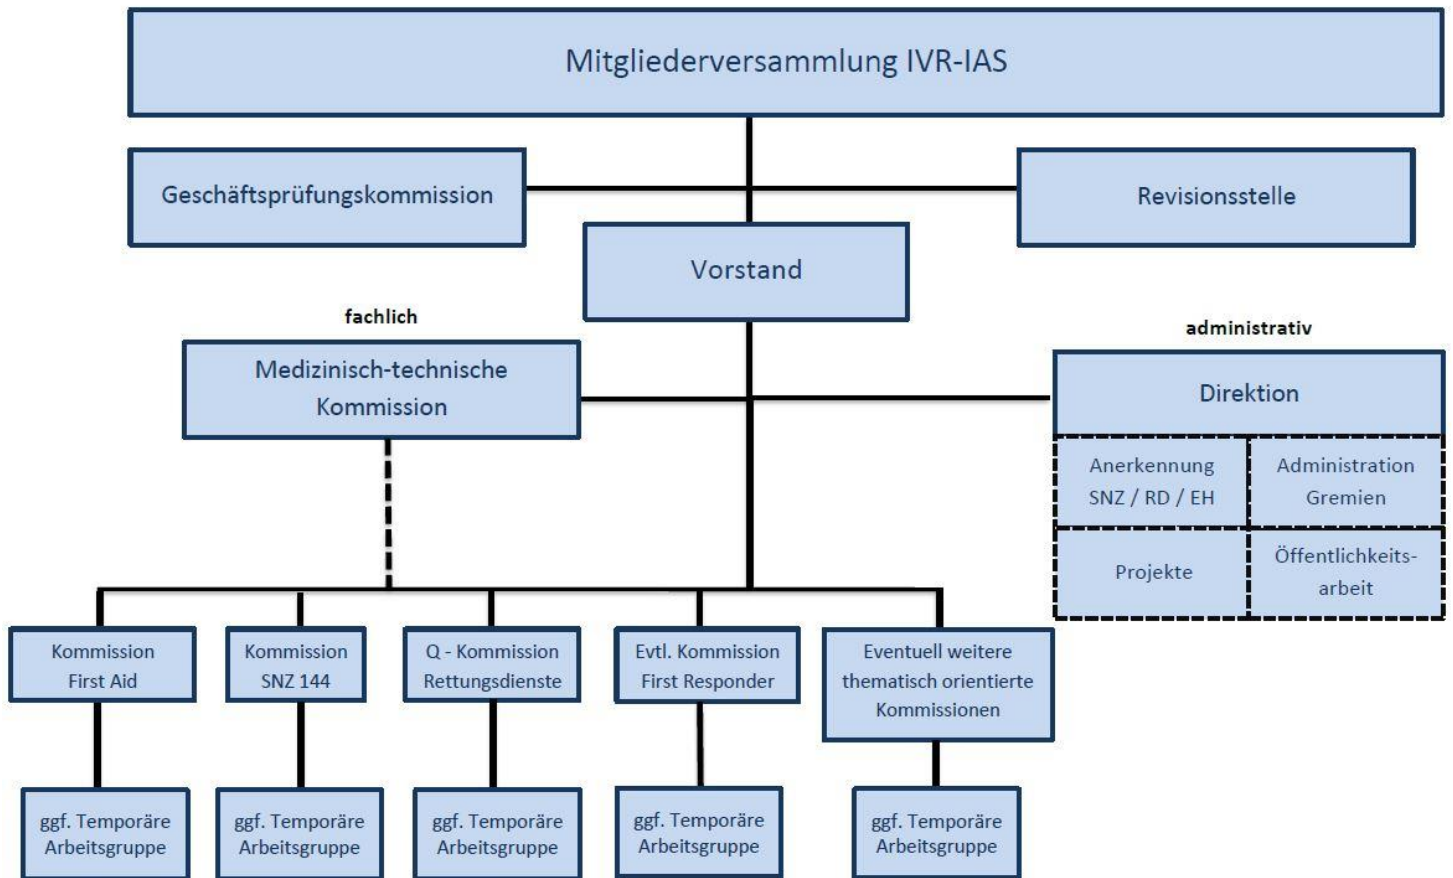 Mitgliederversammlung IVR-IAS
Geschäftsprüfungskommission
Revisionsstelle
Vorstand
fachlich
administrativ
Medizinisch-technische
Kommission
Direktion
Anerkennung
SNZ / RD / EH
Administration
Gremien
Projekte
Öffentlichkeits-
arbeit
Kommission
First Aid
Kommission
SNZ 144
Q - Kommission
Rettungsdienste
Evtl. Kommission
First Responder
Eventuell weitere
thematisch orientierte
Kommissionen
ggf. Temporäre
Arbeitsgruppe
ggf. Temporäre
Arbeitsgruppe
ggf. Temporäre
Arbeitsgruppe
ggf. Temporäre
Arbeitsgruppe
ggf. Temporäre
Arbeitsgruppe